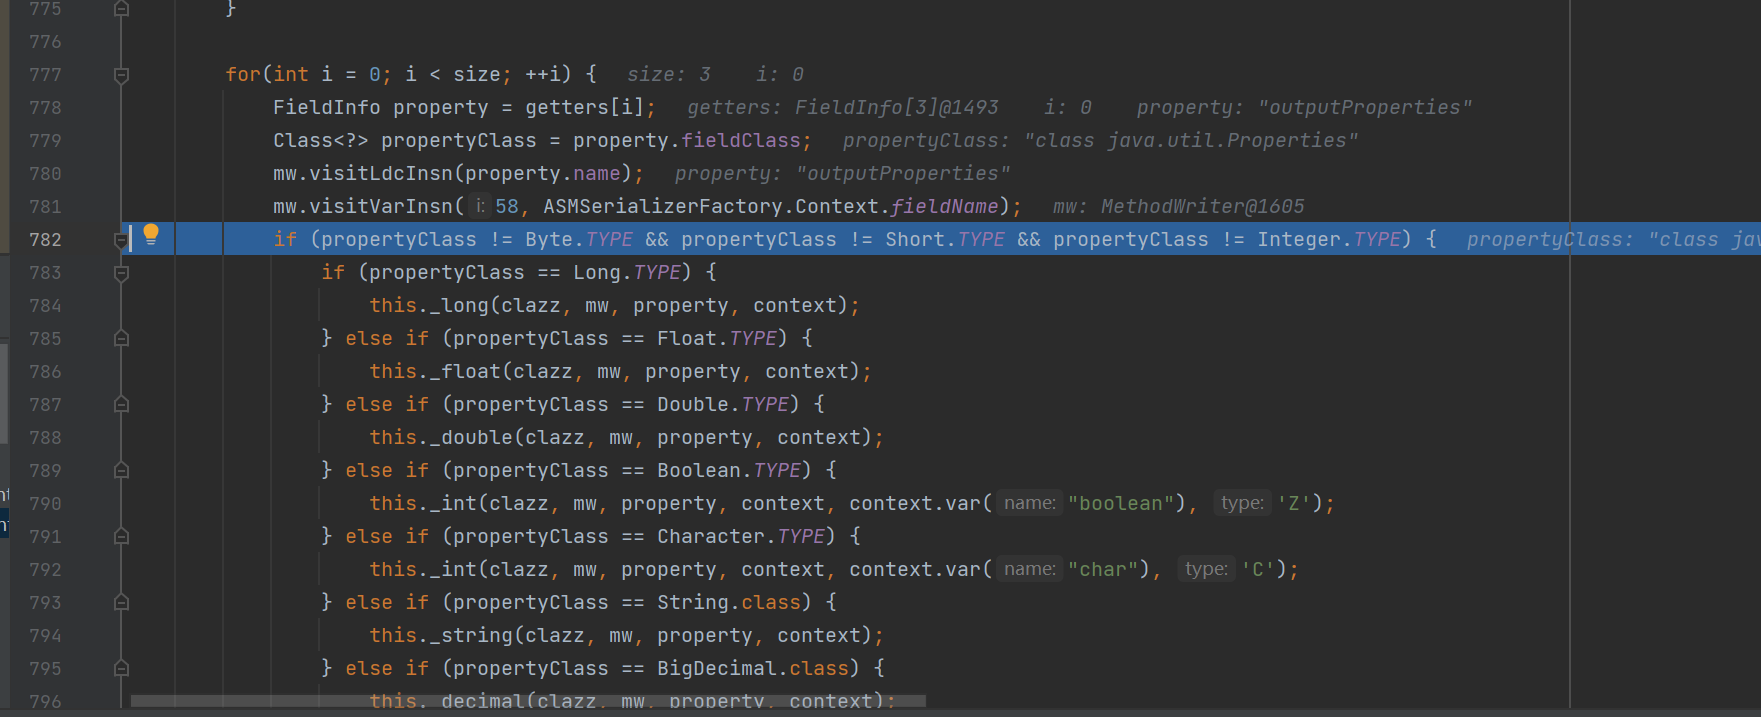 775 }
776
777 for(int i = 0; i < size; ++i) { size: 3 i: 0
778 FieldInfo property = getters[i]; getters: FieldInfo[3]@1493 i: 0 property: "outputProperties"
779 Class<?> propertyClass = property.fieldClass; propertyClass: "class java.util.Properties"
780 mw.visitLdcInsn(property.name); property: "outputProperties"
781 mw.visitVarInsn( i: 58, ASMSerializerFactory.Context.fieldName); mw: MethodWriter@1605
782 if (propertyClass != Byte.TYPE && propertyClass != Short.TYPE && propertyClass != Integer.TYPE) { propertyClass: "class jav
783 if (propertyClass == Long.TYPE) {
784 this._long(clazz, mw, property, context);
785 } else if (propertyClass == Float.TYPE) {
786 this._float(clazz, mw, property, context);
787 } else if (propertyClass == Double.TYPE) {
788 this._double(clazz, mw, property, context);
789 } else if (propertyClass == Boolean.TYPE) {
790 this._int(clazz, mw, property, context, context.var( name: "boolean"), type: 'Z');
791 } else if (propertyClass == Character.TYPE) {
792 this._int(clazz, mw, property, context, context.var( name: "char"), type: 'C');
793 } else if (propertyClass == String.class) {
794 this._string(clazz, mw, property, context);
795 } else if (propertyClass == BigDecimal.class) {
796 this._decimal(clazz, mw, property, context);